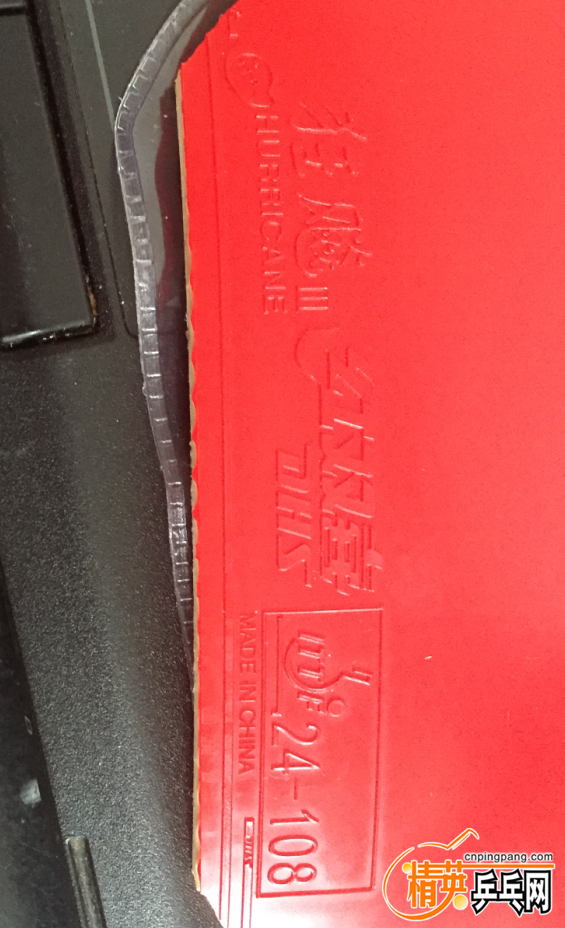 狂飚III
HURRICANE
红双喜
DHS
MADE IN CHINA
ITTF
24-108
DHS
cnpingpang.com
精英乒乓网